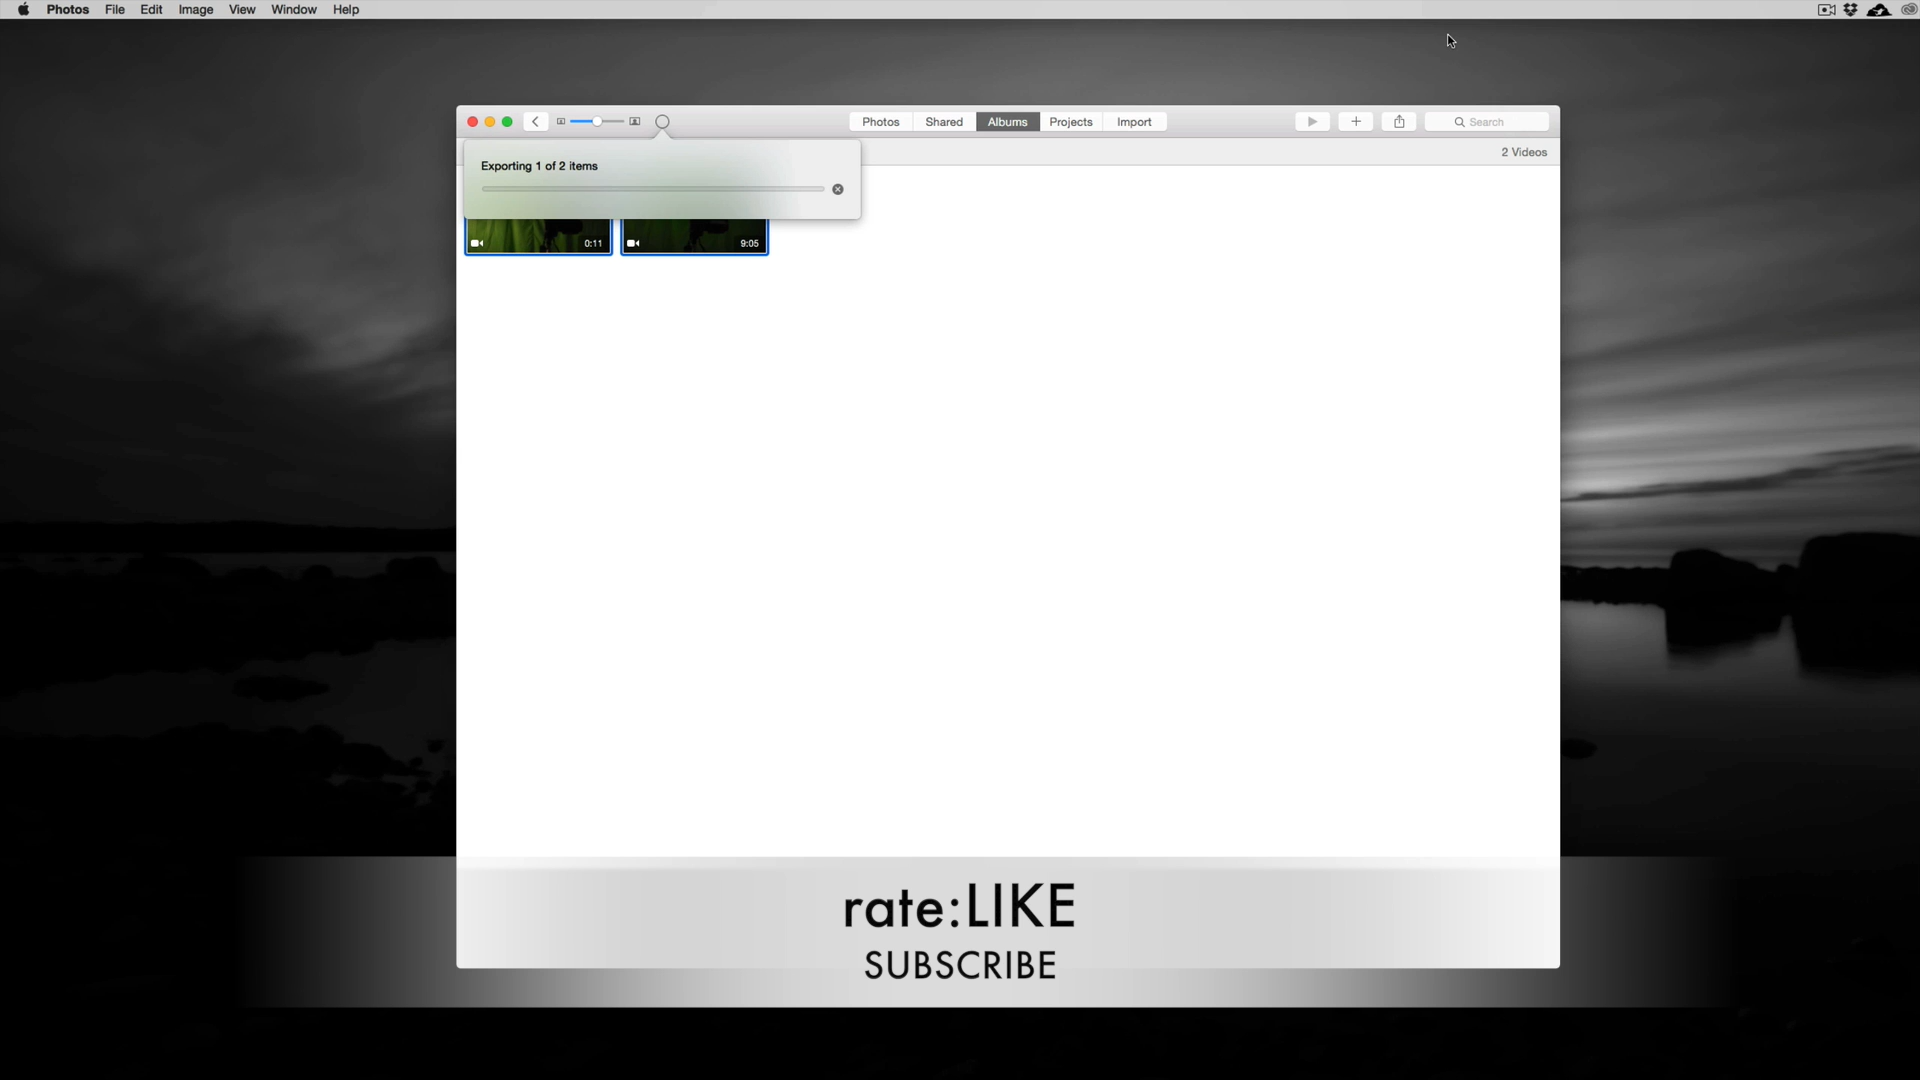 Photos File Edit Image View Window Help
Photos Shared Albums Projects Import Search
2 Videos
Exporting 1 of 2 items
0:11 9:05
rate:LIKE
SUBSCRIBE